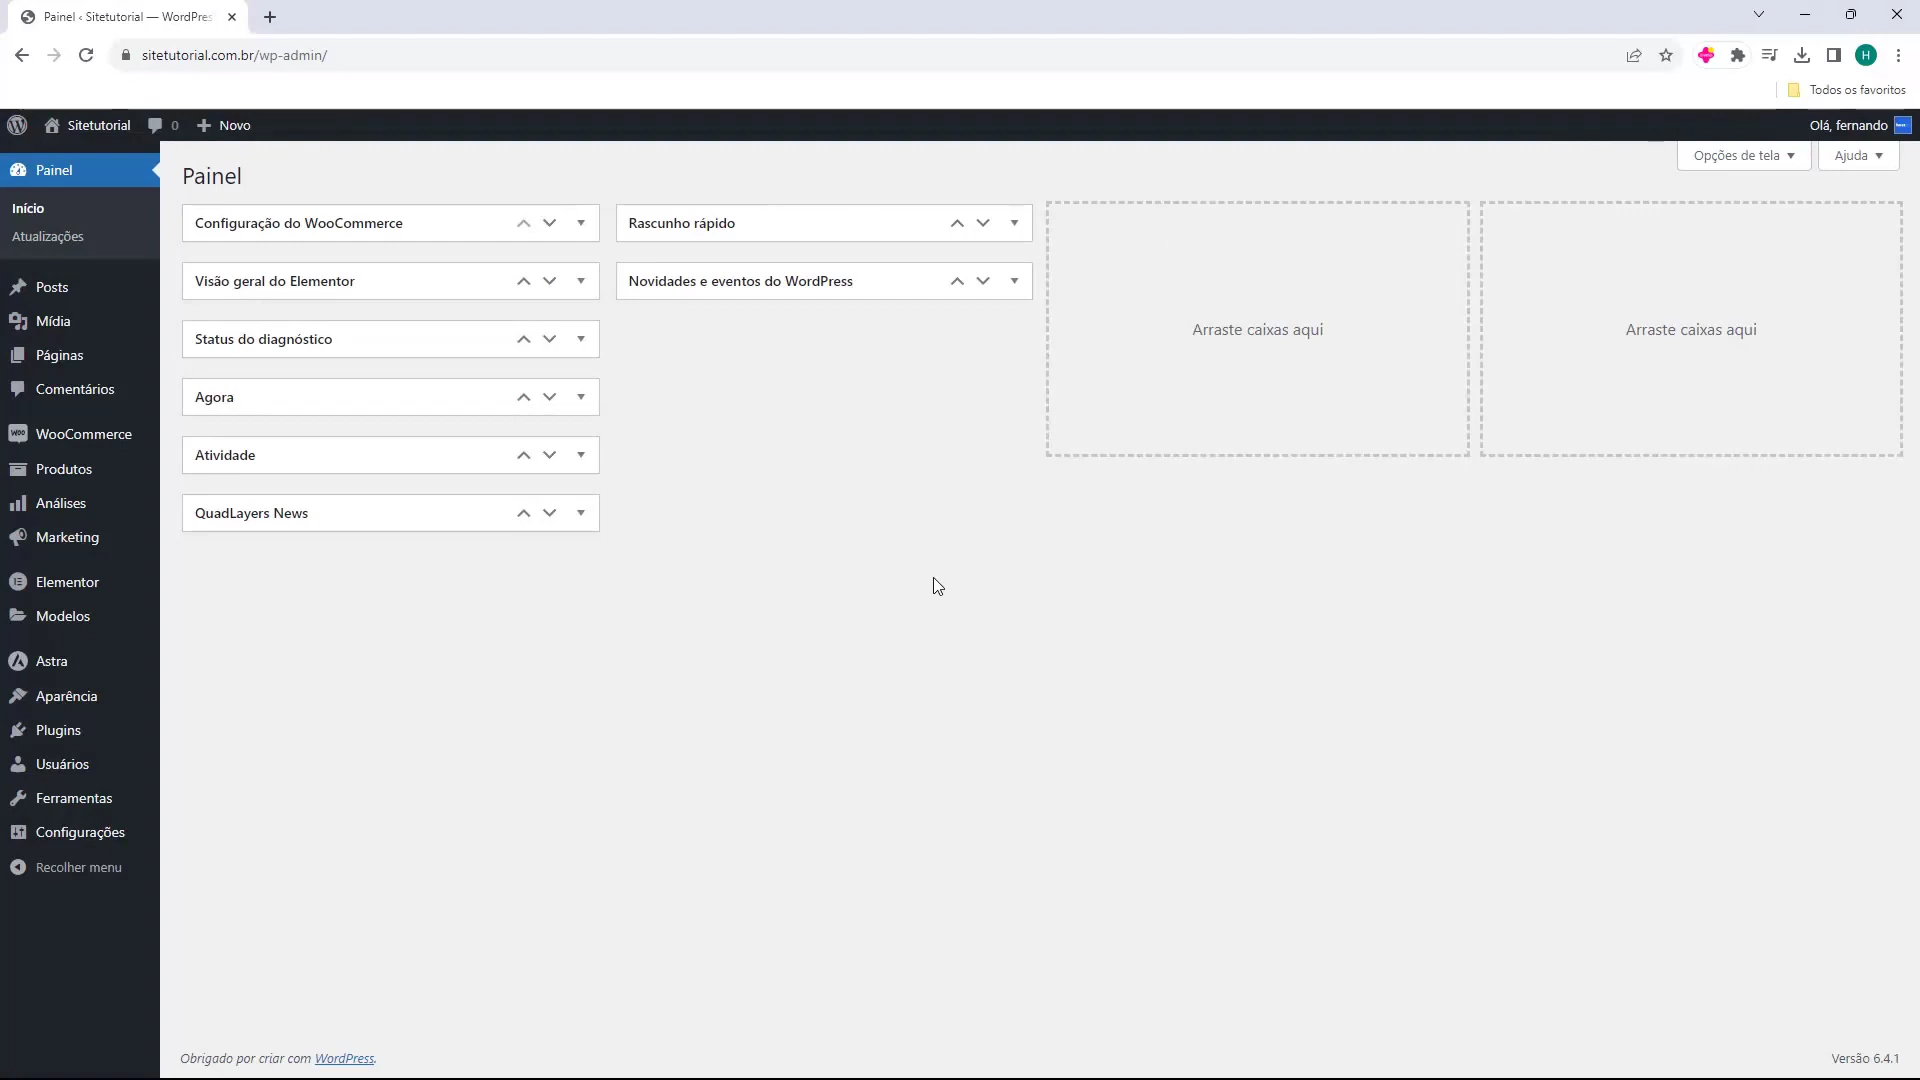 Painel ‹ Sitetutorial — WordPres
sitetutorial.com.br/wp-admin/
H
Todos os favoritos
Sitetutorial
0
Novo
Olá, fernando
Painel
Início
Atualizações
Posts
Mídia
Páginas
Comentários
WooCommerce
Produtos
Análises
Marketing
Elementor
Modelos
Astra
Aparência
Plugins
Usuários
Ferramentas
Configurações
Recolher menu
Opções de tela
Ajuda
Painel
Configuração do WooCommerce
Visão geral do Elementor
Status do diagnóstico
Agora
Atividade
QuadLayers News
Rascunho rápido
Novidades e eventos do WordPress
Arraste caixas aqui
Arraste caixas aqui
Obrigado por criar com WordPress.
Versão 6.4.1